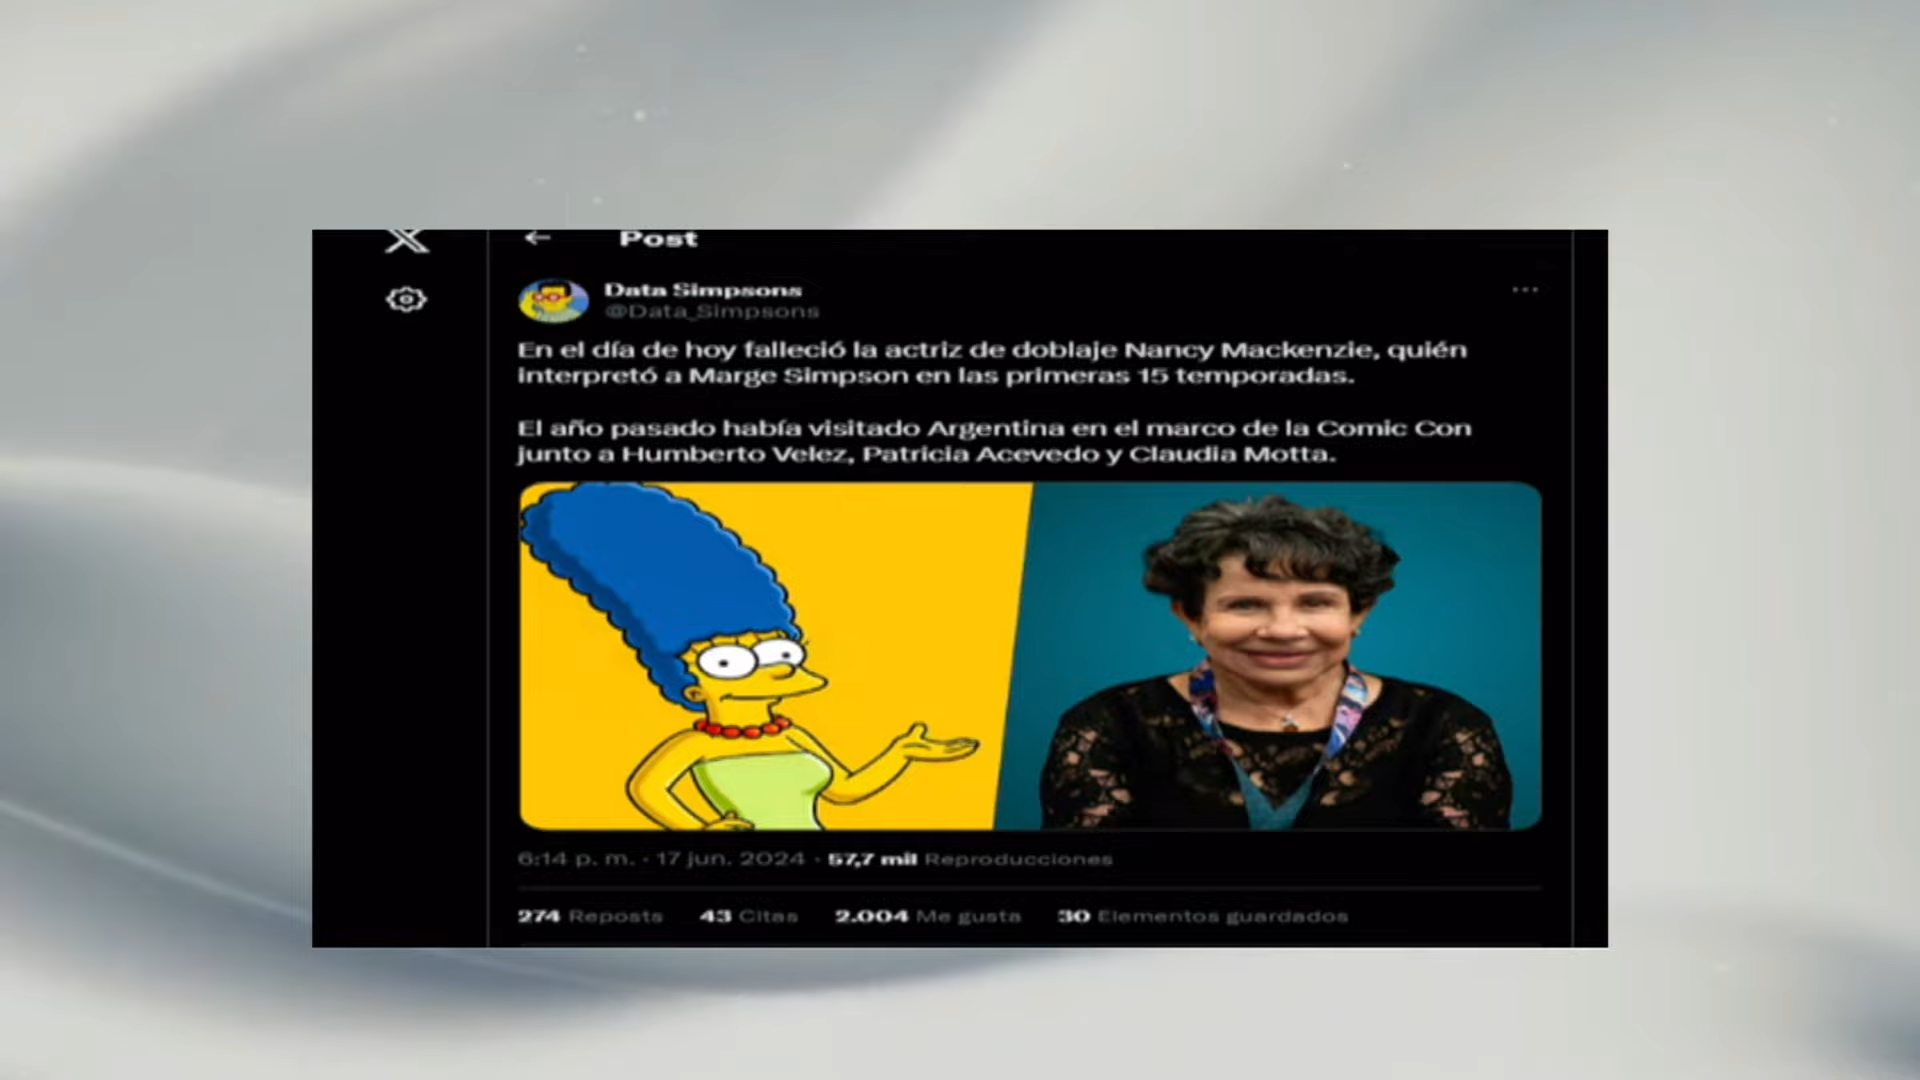 Post
Data Simpsons
@Data_Simpsons
En el día de hoy falleció la actriz de doblaje Nancy Mackenzie, quién
interpretó a Marge Simpson en las primeras 15 temporadas.
El año pasado había visitado Argentina en el marco de la Comic Con
junto a Humberto Velez, Patricia Acevedo y Claudia Motta.
6:14 p. m. · 17 jun. 2024 · 57,7 mil Reproducciones
274 Reposts 43 Citas 2.004 Me gusta 30 Elementos guardados